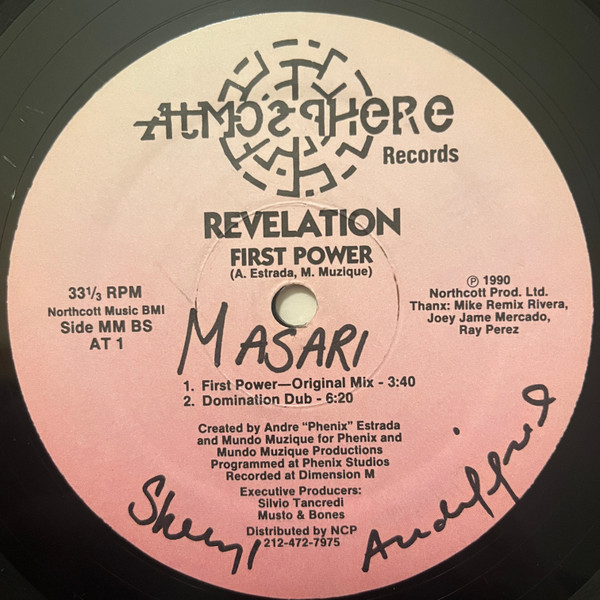 AtMOSPHeRe
Records
REVELATION
FIRST POWER
(A. Estrada, M. Muzique)
33 1/3 RPM
Northcott Music BMI
Side MM BS
AT 1
℗ 1990
Northcott Prod. Ltd.
Thanx: Mike Remix Rivera,
Joey Jame Mercado,
Ray Perez
MASARI
1. First Power—Original Mix - 3:40
2. Domination Dub - 6:20
Created by Andre "Phenix" Estrada
and Mundo Muzique for Phenix and
Mundo Muzique Productions
Programmed at Phenix Studios
Recorded at Dimension M
Executive Producers:
Silvio Tancredi
Musto & Bones
Distributed by NCP
212-472-7975
Sheryl Audiffred